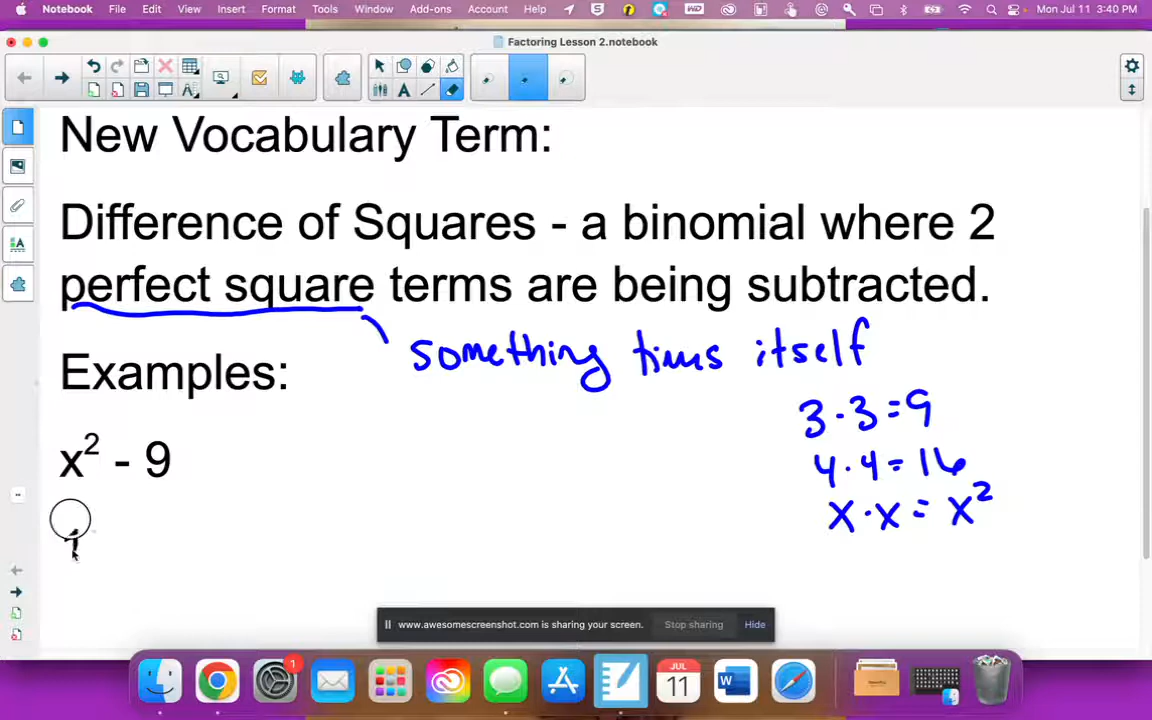 Notebook File Edit View Insert Format Tools Window Add-ons Account Help Mon Jul 11 3:40 PM
Factoring Lesson 2.notebook
New Vocabulary Term:
Difference of Squares - a binomial where 2
perfect square terms are being subtracted.
something times itself
Examples:
3·3=9
x² - 9
4·4=16
x·x=x²
www.awesomescreenshot.com is sharing your screen. Stop sharing Hide
1
JUL
11